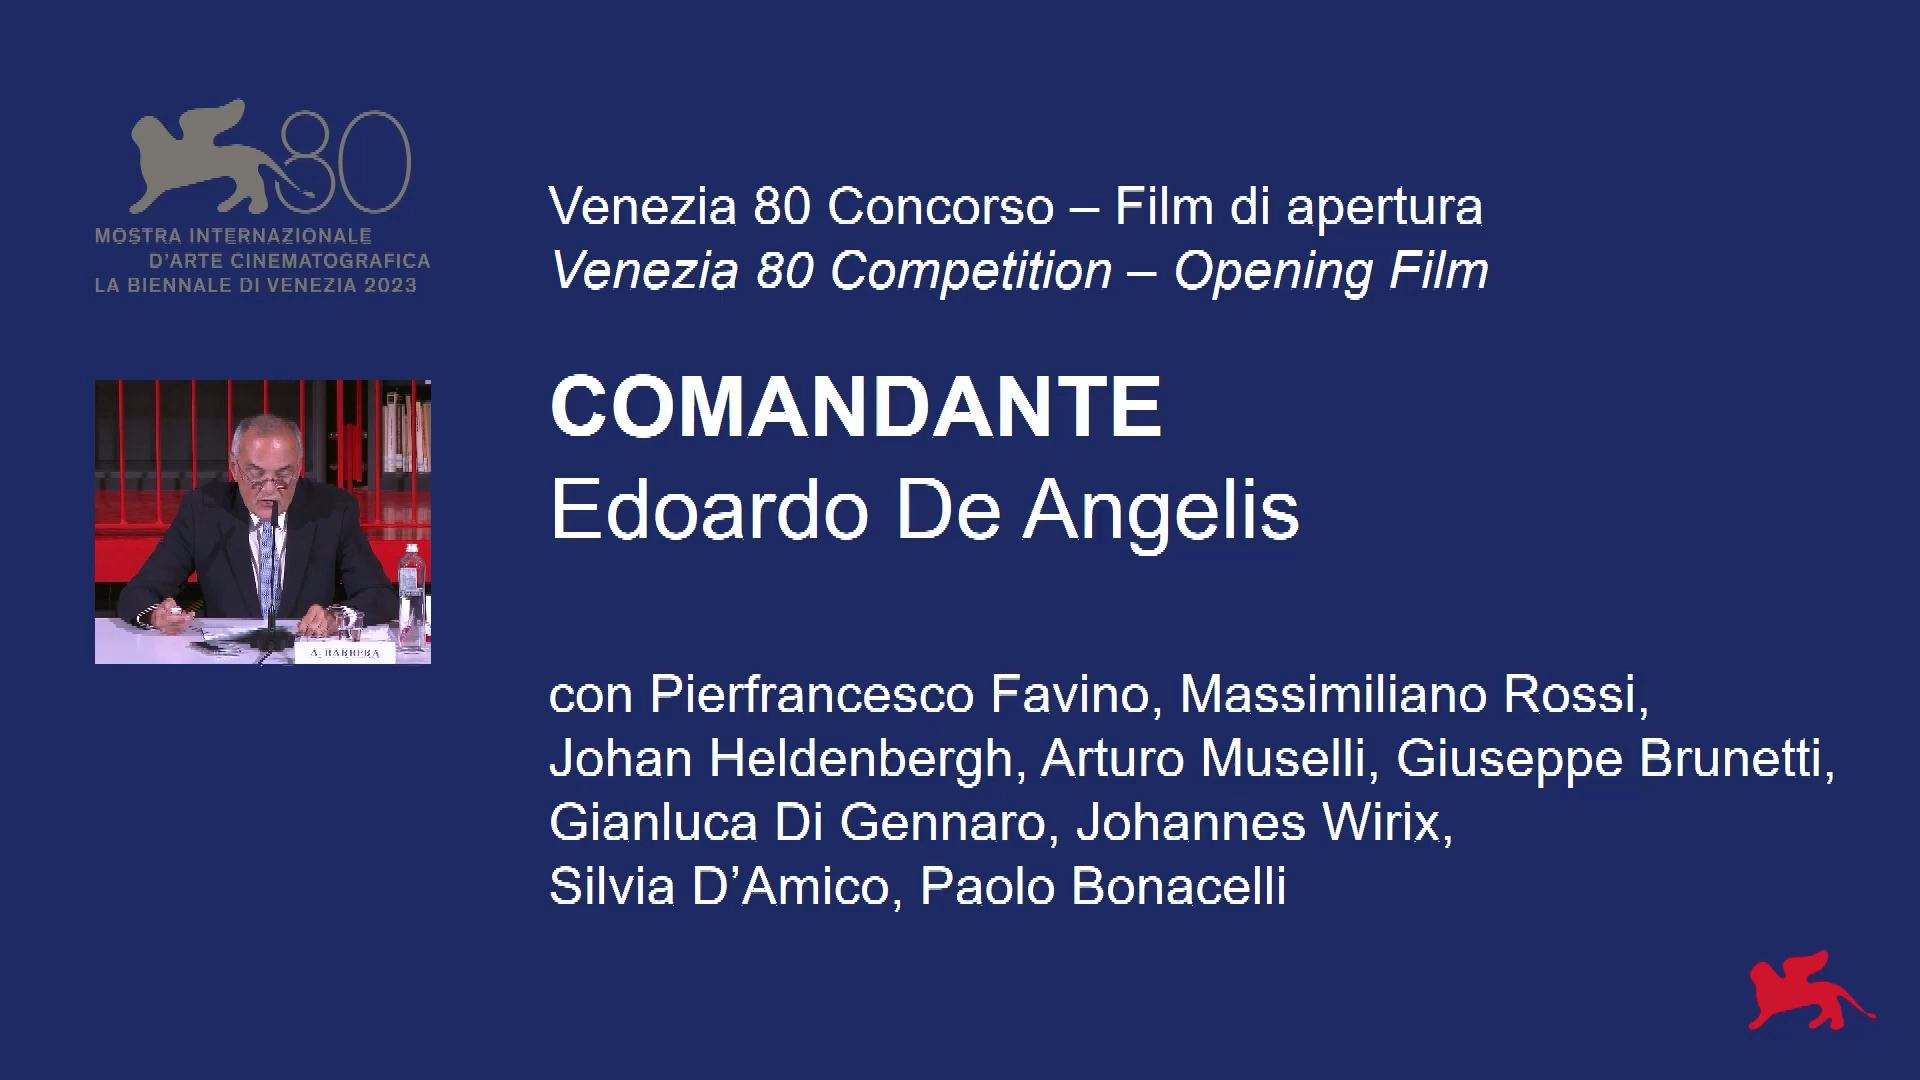 80
MOSTRA INTERNAZIONALE
D'ARTE CINEMATOGRAFICA
LA BIENNALE DI VENEZIA 2023
Venezia 80 Concorso – Film di apertura
Venezia 80 Competition – Opening Film
COMANDANTE
Edoardo De Angelis
A. BARBERA
con Pierfrancesco Favino, Massimiliano Rossi,
Johan Heldenbergh, Arturo Muselli, Giuseppe Brunetti,
Gianluca Di Gennaro, Johannes Wirix,
Silvia D’Amico, Paolo Bonacelli